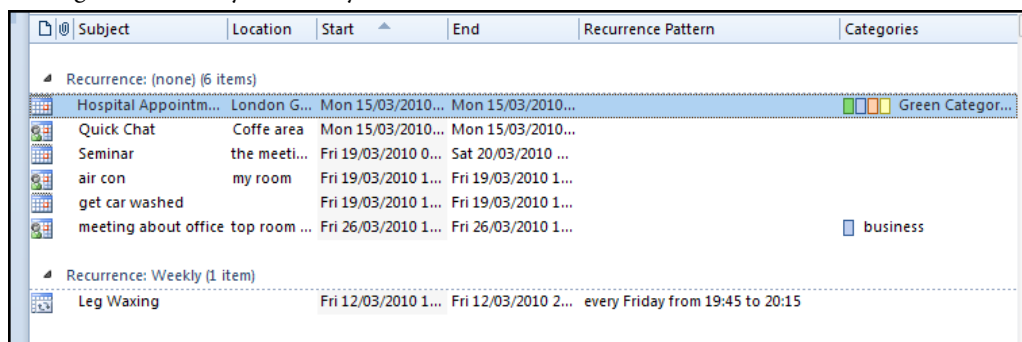 Subject Location Start End Recurrence Pattern Categories
Recurrence: (none) (6 items)
Hospital Appointm... London G... Mon 15/03/2010... Mon 15/03/2010... Green Categor...
Quick Chat Coffe area Mon 15/03/2010... Mon 15/03/2010...
Seminar the meeti... Fri 19/03/2010 0... Sat 20/03/2010 ...
air con my room Fri 19/03/2010 1... Fri 19/03/2010 1...
get car washed Fri 19/03/2010 1... Fri 19/03/2010 1...
meeting about office top room ... Fri 26/03/2010 1... Fri 26/03/2010 1... business
Recurrence: Weekly (1 item)
Leg Waxing Fri 12/03/2010 1... Fri 12/03/2010 2... every Friday from 19:45 to 20:15